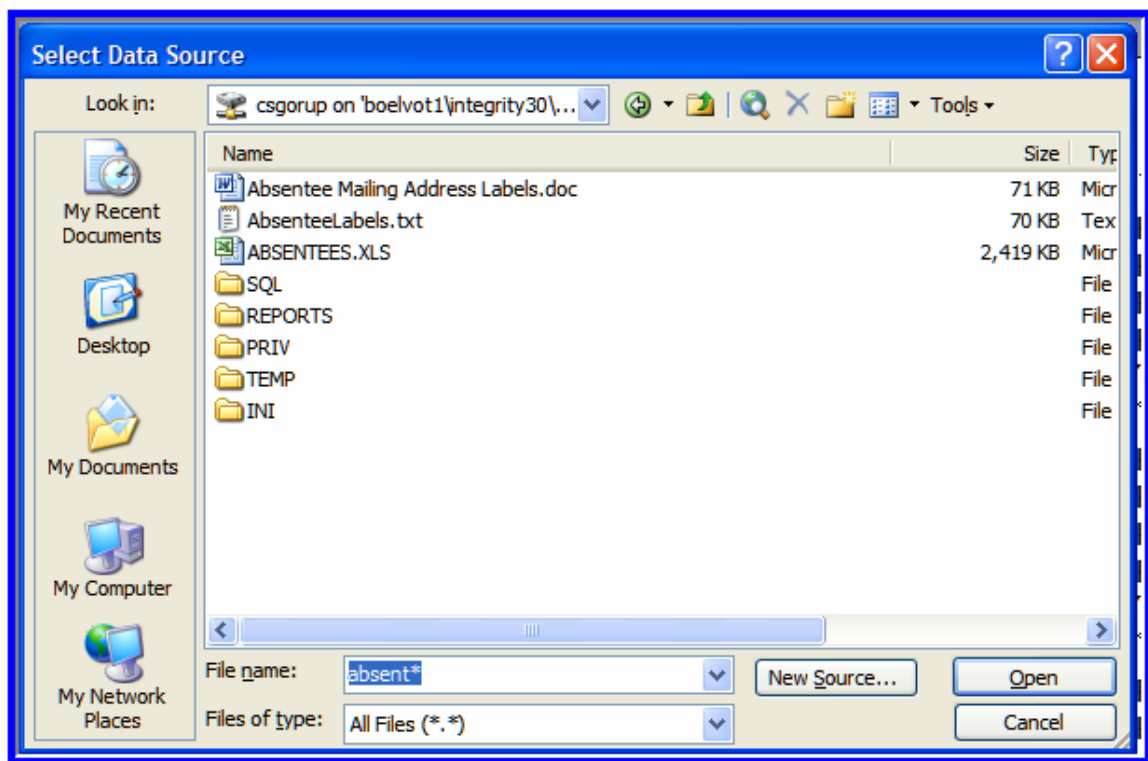 Select Data Source
Look in: csgorup on 'boelvot1\integrity30\... Tools
Name Size Typ
Absentee Mailing Address Labels.doc 71 KB Micr
AbsenteeLabels.txt 70 KB Tex
ABSENTEES.XLS 2,419 KB Micr
SQL File
REPORTS File
PRIV File
TEMP File
INI File
My Recent
Documents
Desktop
My Documents
My Computer
My Network
Places
File name: absent* New Source... Open
Files of type: All Files (*.*) Cancel